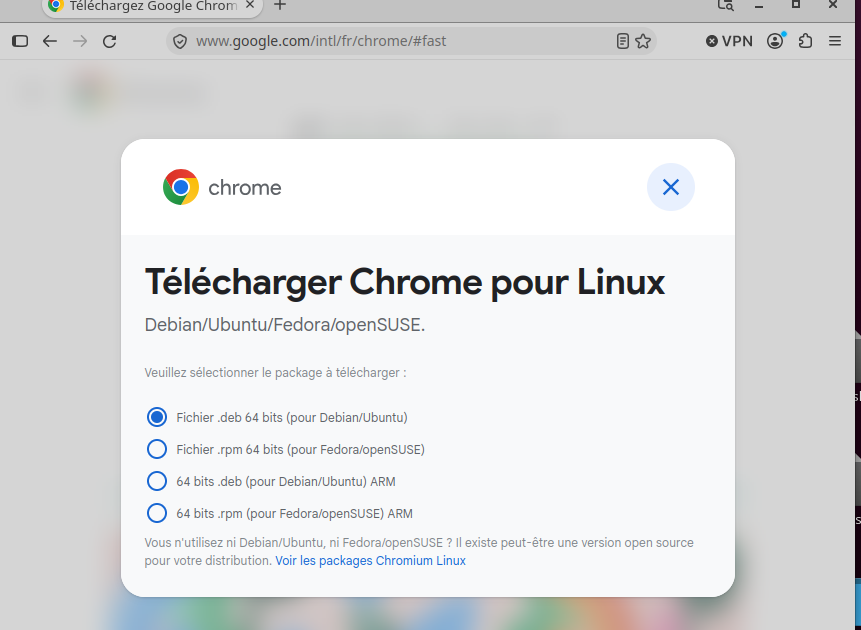 Téléchargez Google Chrom
www.google.com/intl/fr/chrome/#fast
VPN
chrome
Télécharger Chrome pour Linux
Debian/Ubuntu/Fedora/openSUSE.
Veuillez sélectionner le package à télécharger :
Fichier .deb 64 bits (pour Debian/Ubuntu)
Fichier .rpm 64 bits (pour Fedora/openSUSE)
64 bits .deb (pour Debian/Ubuntu) ARM
64 bits .rpm (pour Fedora/openSUSE) ARM
Vous n'utilisez ni Debian/Ubuntu, ni Fedora/openSUSE ? Il existe peut-être une version open source
pour votre distribution. Voir les packages Chromium Linux